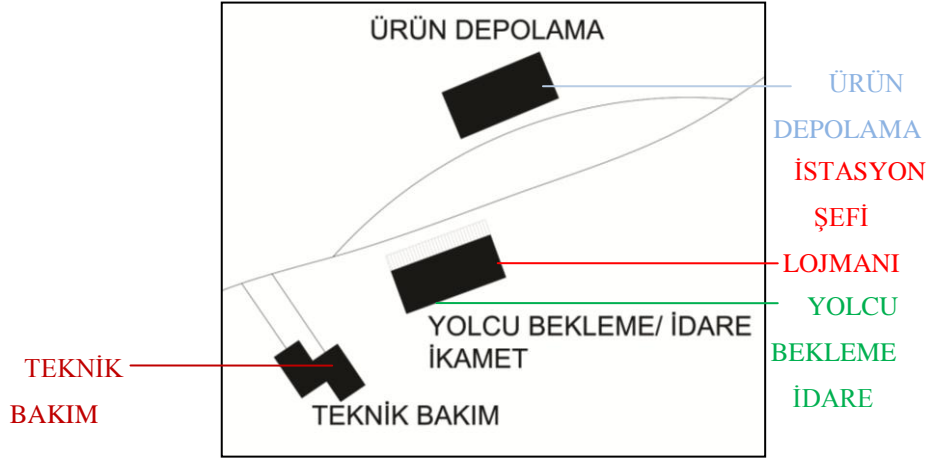 ÜRÜN DEPOLAMA
ÜRÜN
DEPOLAMA
İSTASYON
ŞEFİ
LOJMANI
YOLCU
BEKLEME
İDARE
YOLCU BEKLEME/ İDARE
İKAMET
TEKNİK
BAKIM
TEKNİK BAKIM